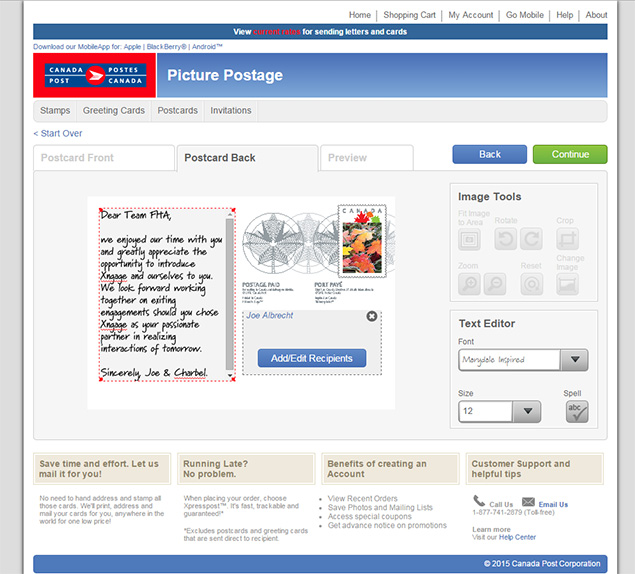 Home | Shopping Cart | My Account | Go Mobile | Help | About
View current rates for sending letters and cards
Download our MobileApp for: Apple | BlackBerry® | Android™
CANADA POST
POSTES CANADA
Picture Postage
Stamps Greeting Cards Postcards Invitations
< Start Over
Postcard Front
Postcard Back
Preview
Back
Continue
Dear Team FHA,
we enjoyed our time with you
and greatly appreciate the
opportunity to introduce
Xngage and ourselves to you.
We look forward working
together on exiting
engagements should you chose
Xngage as your passionate
partner in realizing
interactions of tomorrow.
Sincerely, Joe & Charbel.
CANADA
POSTAGE PAID
PORT PAYÉ
Joe Albrecht
Add/Edit Recipients
Image Tools
Fit Image
to Area
Rotate
Crop
Zoom
Reset
Change
Image
Text Editor
Font
Marydale Inspired
Size
Spell
12
abc
Save time and effort. Let us
mail it for you!
No need to hand address and stamp all
those cards. We'll print, address and
mail your cards for you, anywhere in the
world for one low price!
Running Late?
No problem.
When placing your order, choose
Xpresspost™. It's fast, trackable and
guaranteed!*
*Excludes postcards and greeting cards
that are sent direct to recipient.
Benefits of creating an
Account
• View Recent Orders
• Save Photos and Mailing Lists
• Access special coupons
• Get advance notice on promotions
Customer Support and
helpful tips
Call Us Email Us
1-877-741-2879 (Toll-free)
Learn more
Visit our Help Center
© 2015 Canada Post Corporation